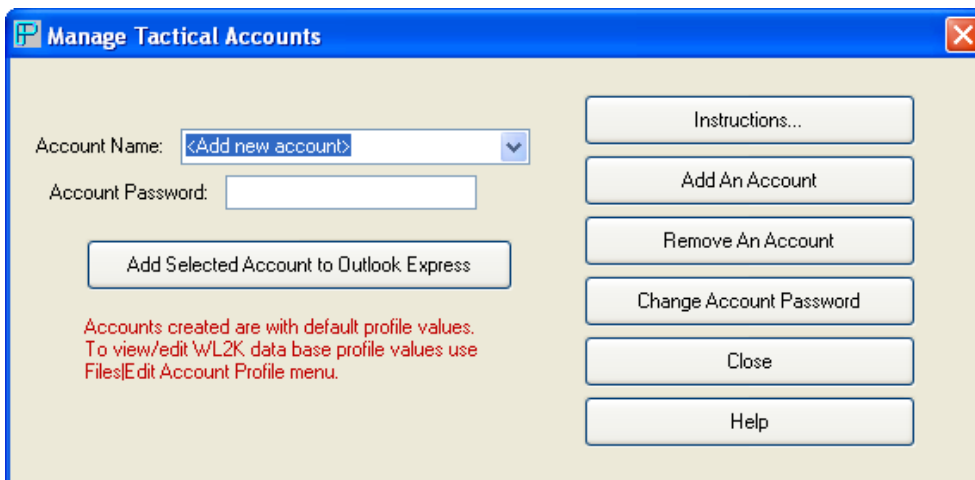 Manage Tactical Accounts
Account Name: <Add new account>
Account Password:
Add Selected Account to Outlook Express
Accounts created are with default profile values.
To view/edit WL2K data base profile values use
Files|Edit Account Profile menu.
Instructions...
Add An Account
Remove An Account
Change Account Password
Close
Help